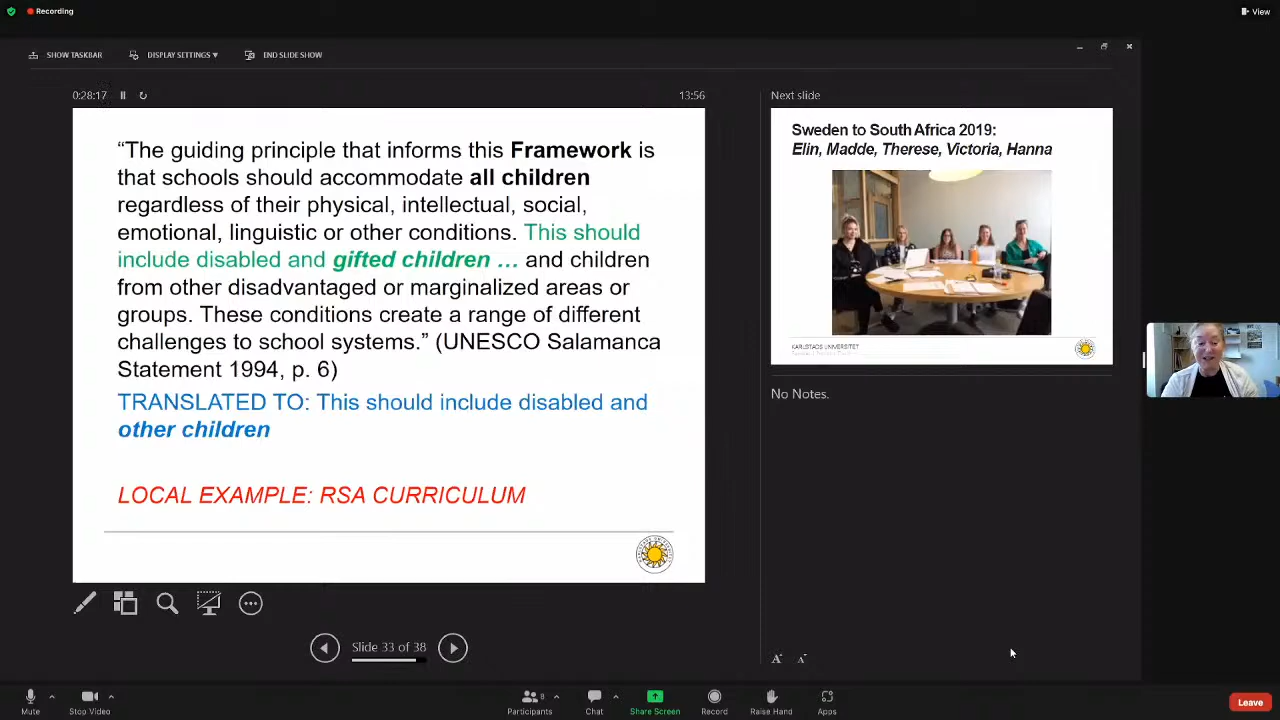 Recording
View
SHOW TASKBAR
DISPLAY SETTINGS ▾
END SLIDE SHOW
0:28:17
13:56
“The guiding principle that informs this Framework is
that schools should accommodate all children
regardless of their physical, intellectual, social,
emotional, linguistic or other conditions. This should
include disabled and gifted children … and children
from other disadvantaged or marginalized areas or
groups. These conditions create a range of different
challenges to school systems.” (UNESCO Salamanca
Statement 1994, p. 6)
TRANSLATED TO: This should include disabled and
other children
LOCAL EXAMPLE: RSA CURRICULUM
Slide 33 of 38
Next slide
Sweden to South Africa 2019:
Elin, Madde, Therese, Victoria, Hanna
KARLSTADS UNIVERSITET
No Notes.
A A
Mute
Stop Video
Participants
8
Chat
Share Screen
Record
Raise Hand
Apps
Leave